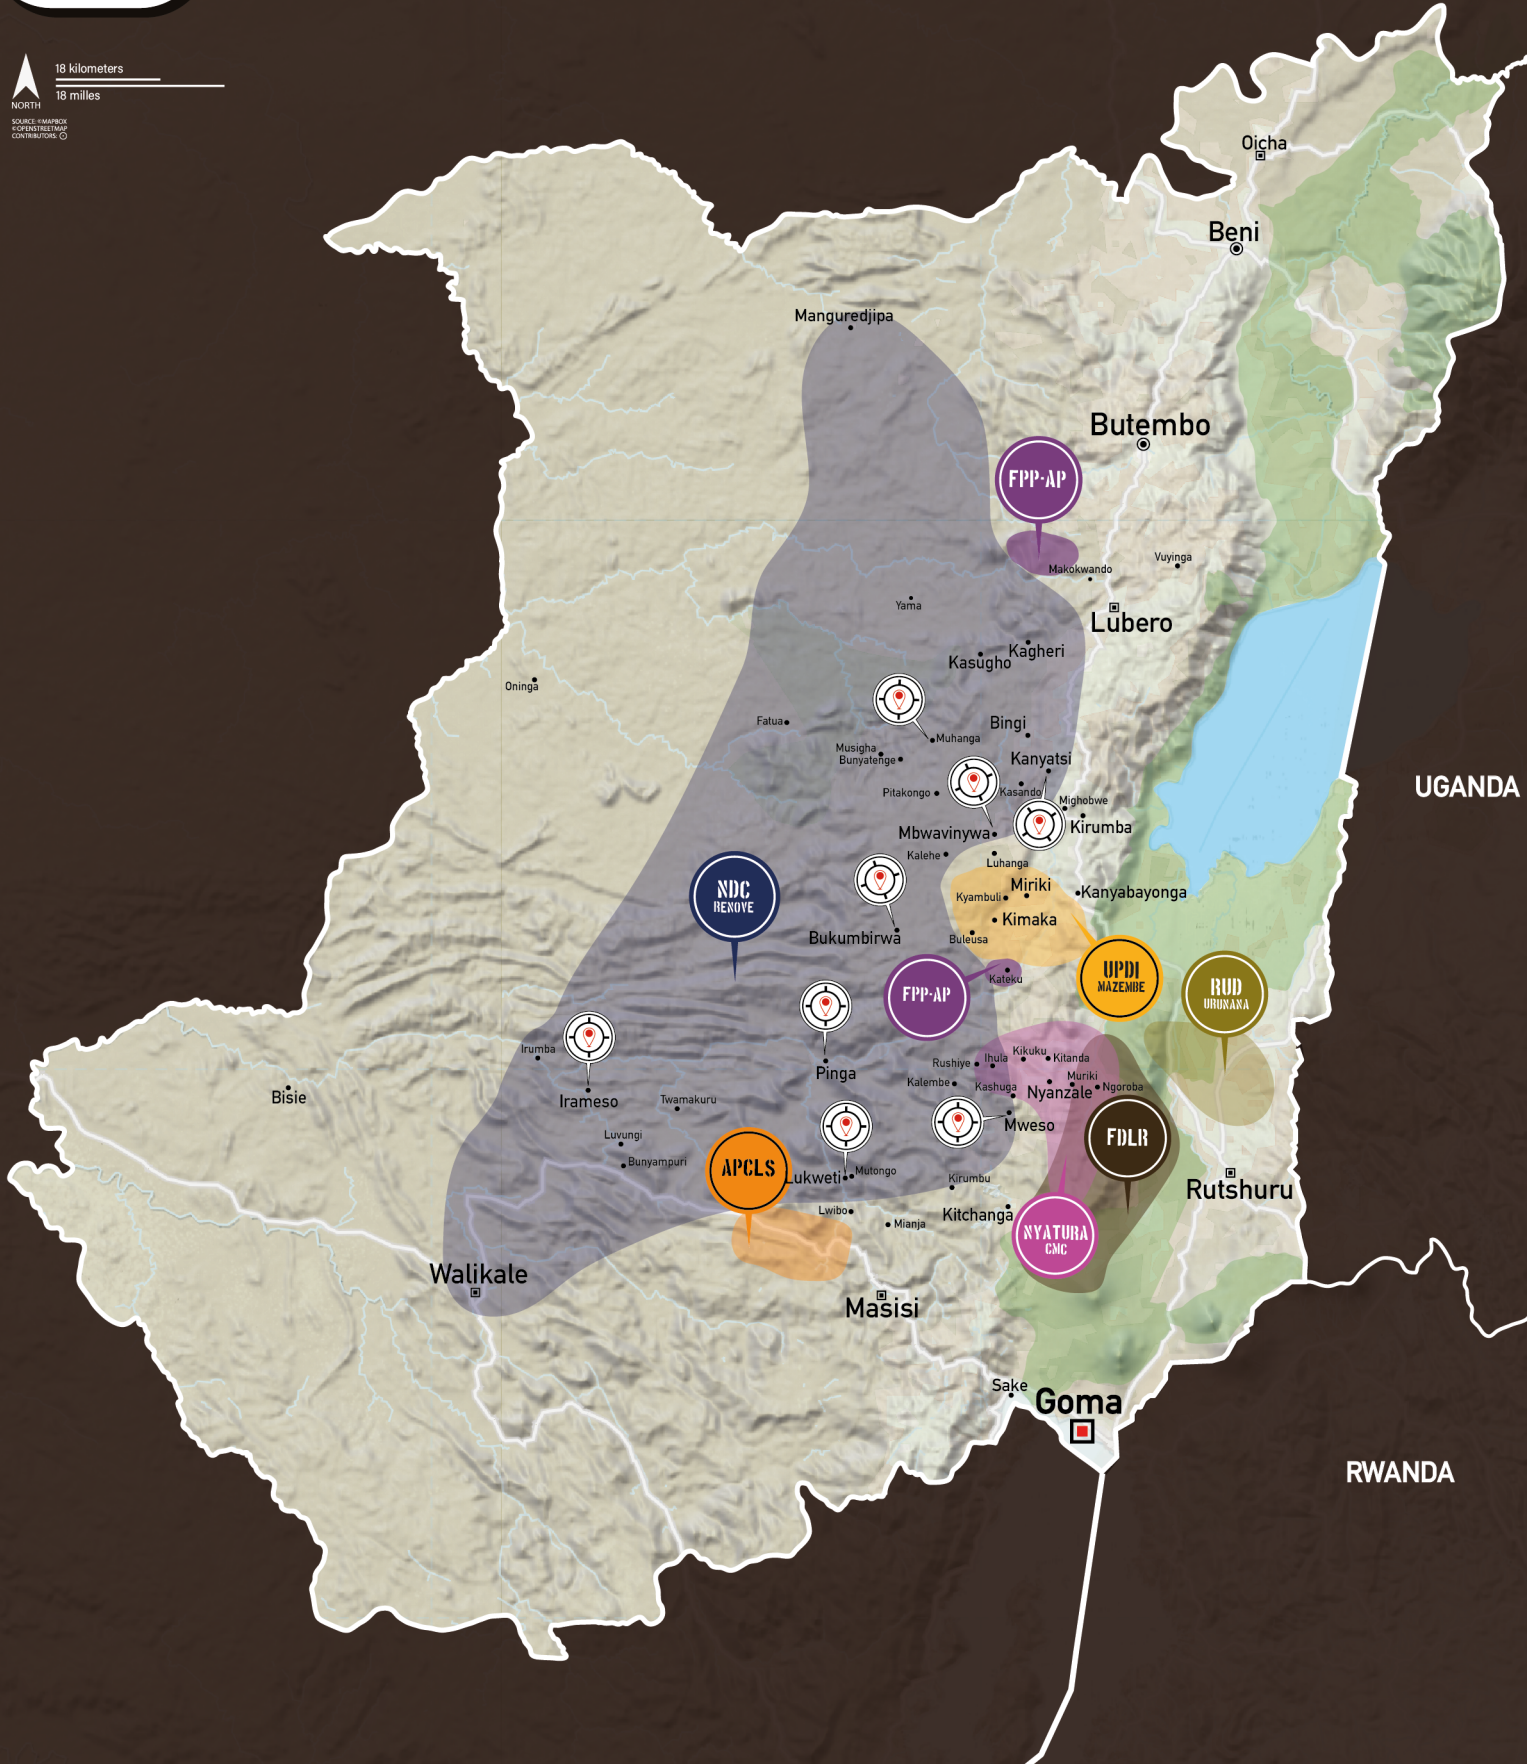 18 kilometers
18 milles
NORTH
SOURCE: ©MAPBOX
©OPENSTREETMAP
CONTRIBUTORS:
Oicha
Beni
Manguredjipa
Butembo
FPP-AP
Vuyinga
Makokwando
Yama
Lubero
Kagheri
Kasugho
Oninga
Fatua
Bingi
Muhanga
Musigha
Bunyatenge
Kanyatsi
UGANDA
Pitakongo
Kasando
Mighobwe
Kirumba
Mbwavinywa
Kalehe
Luhanga
NDC
RENOVE
Miriki
Kyambuli
Kanyabayonga
Kimaka
Bukumbirwa
Buleusa
UPDI
MAZEMBE
Kateku
FPP-AP
RUD
URUNANA
Irumba
Kikuku
Kitanda
Ihula
Rushiye
Pinga
Muriki
Kalembe
Kashuga
Ngoroba
Nyanzale
Bisie
Irameso
Twamakuru
Mweso
Luvungi
FDLR
Bunyampuri
APCLS
Mutongo
Lukweti
Kirumbu
Rutshuru
Lwibo
Kitchanga
Mianja
NYATURA
CMC
Walikale
Masisi
Sake
Goma
RWANDA